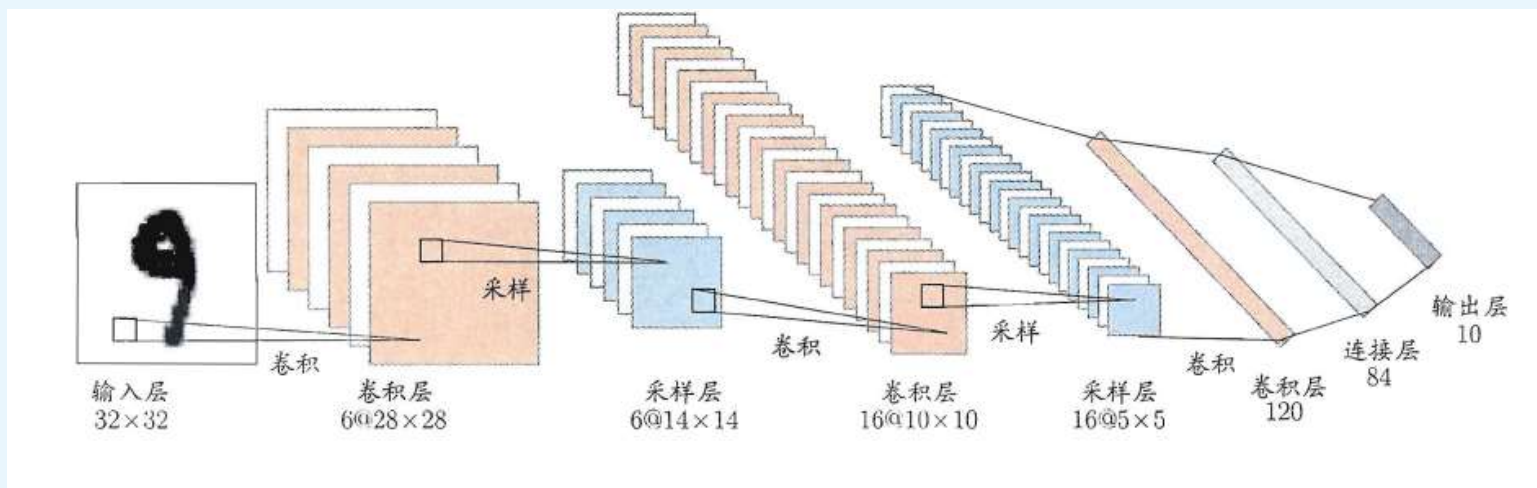 采样
卷积
卷积
采样
卷积
输入层
32×32
卷积层
6@28×28
采样层
6@14×14
卷积层
16@10×10
采样层
16@5×5
卷积层
120
连接层
84
输出层
10